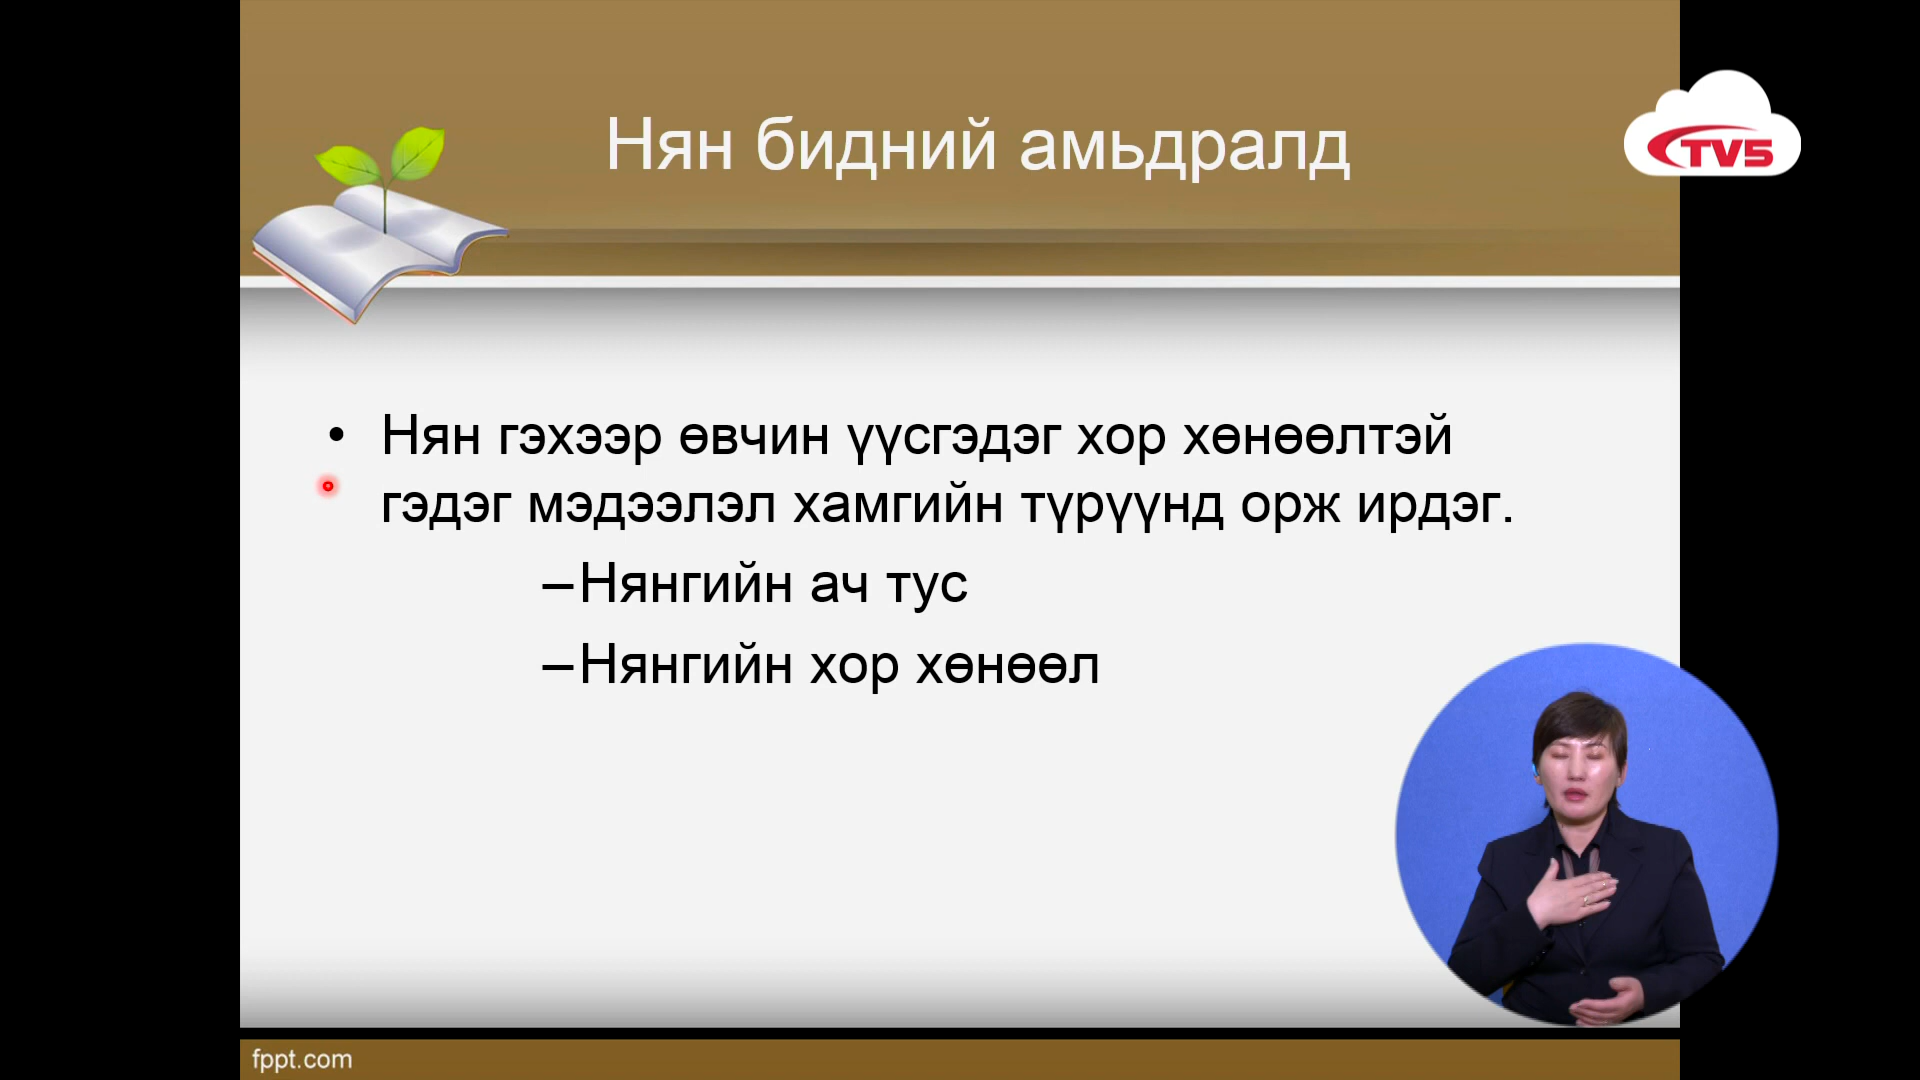 Нян бидний амьдралд
TV5
• Нян гэхээр өвчин үүсгэдэг хор хөнөөлтэй
гэдэг мэдээлэл хамгийн түрүүнд орж ирдэг.
–Нянгийн ач тус
–Нянгийн хор хөнөөл
fppt.com